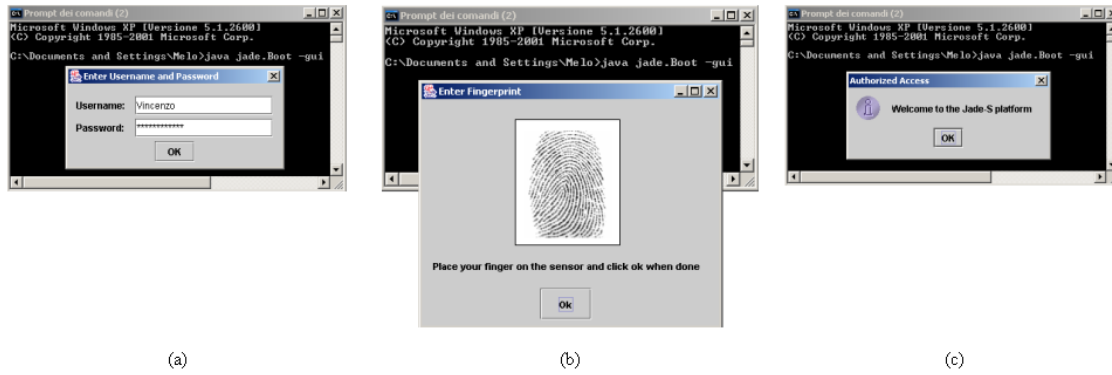 Prompt dei comandi (2)
Microsoft Windows XP [Versione 5.1.2600]
(C) Copyright 1985-2001 Microsoft Corp.
C:\Documents and Settings\Melo>java jade.Boot -gui
Enter Username and Password
Username: Vincenzo
Password: ************
OK
(a)
Prompt dei comandi (2)
Microsoft Windows XP [Versione 5.1.2600]
(C) Copyright 1985-2001 Microsoft Corp.
C:\Documents and Settings\Melo>java jade.Boot -gui
Enter Fingerprint
Place your finger on the sensor and click ok when done
Ok
(b)
Prompt dei comandi (2)
Microsoft Windows XP [Versione 5.1.2600]
(C) Copyright 1985-2001 Microsoft Corp.
C:\Documents and Settings\Melo>java jade.Boot -gui
Authorized Access
Welcome to the Jade-S platform
OK
(c)